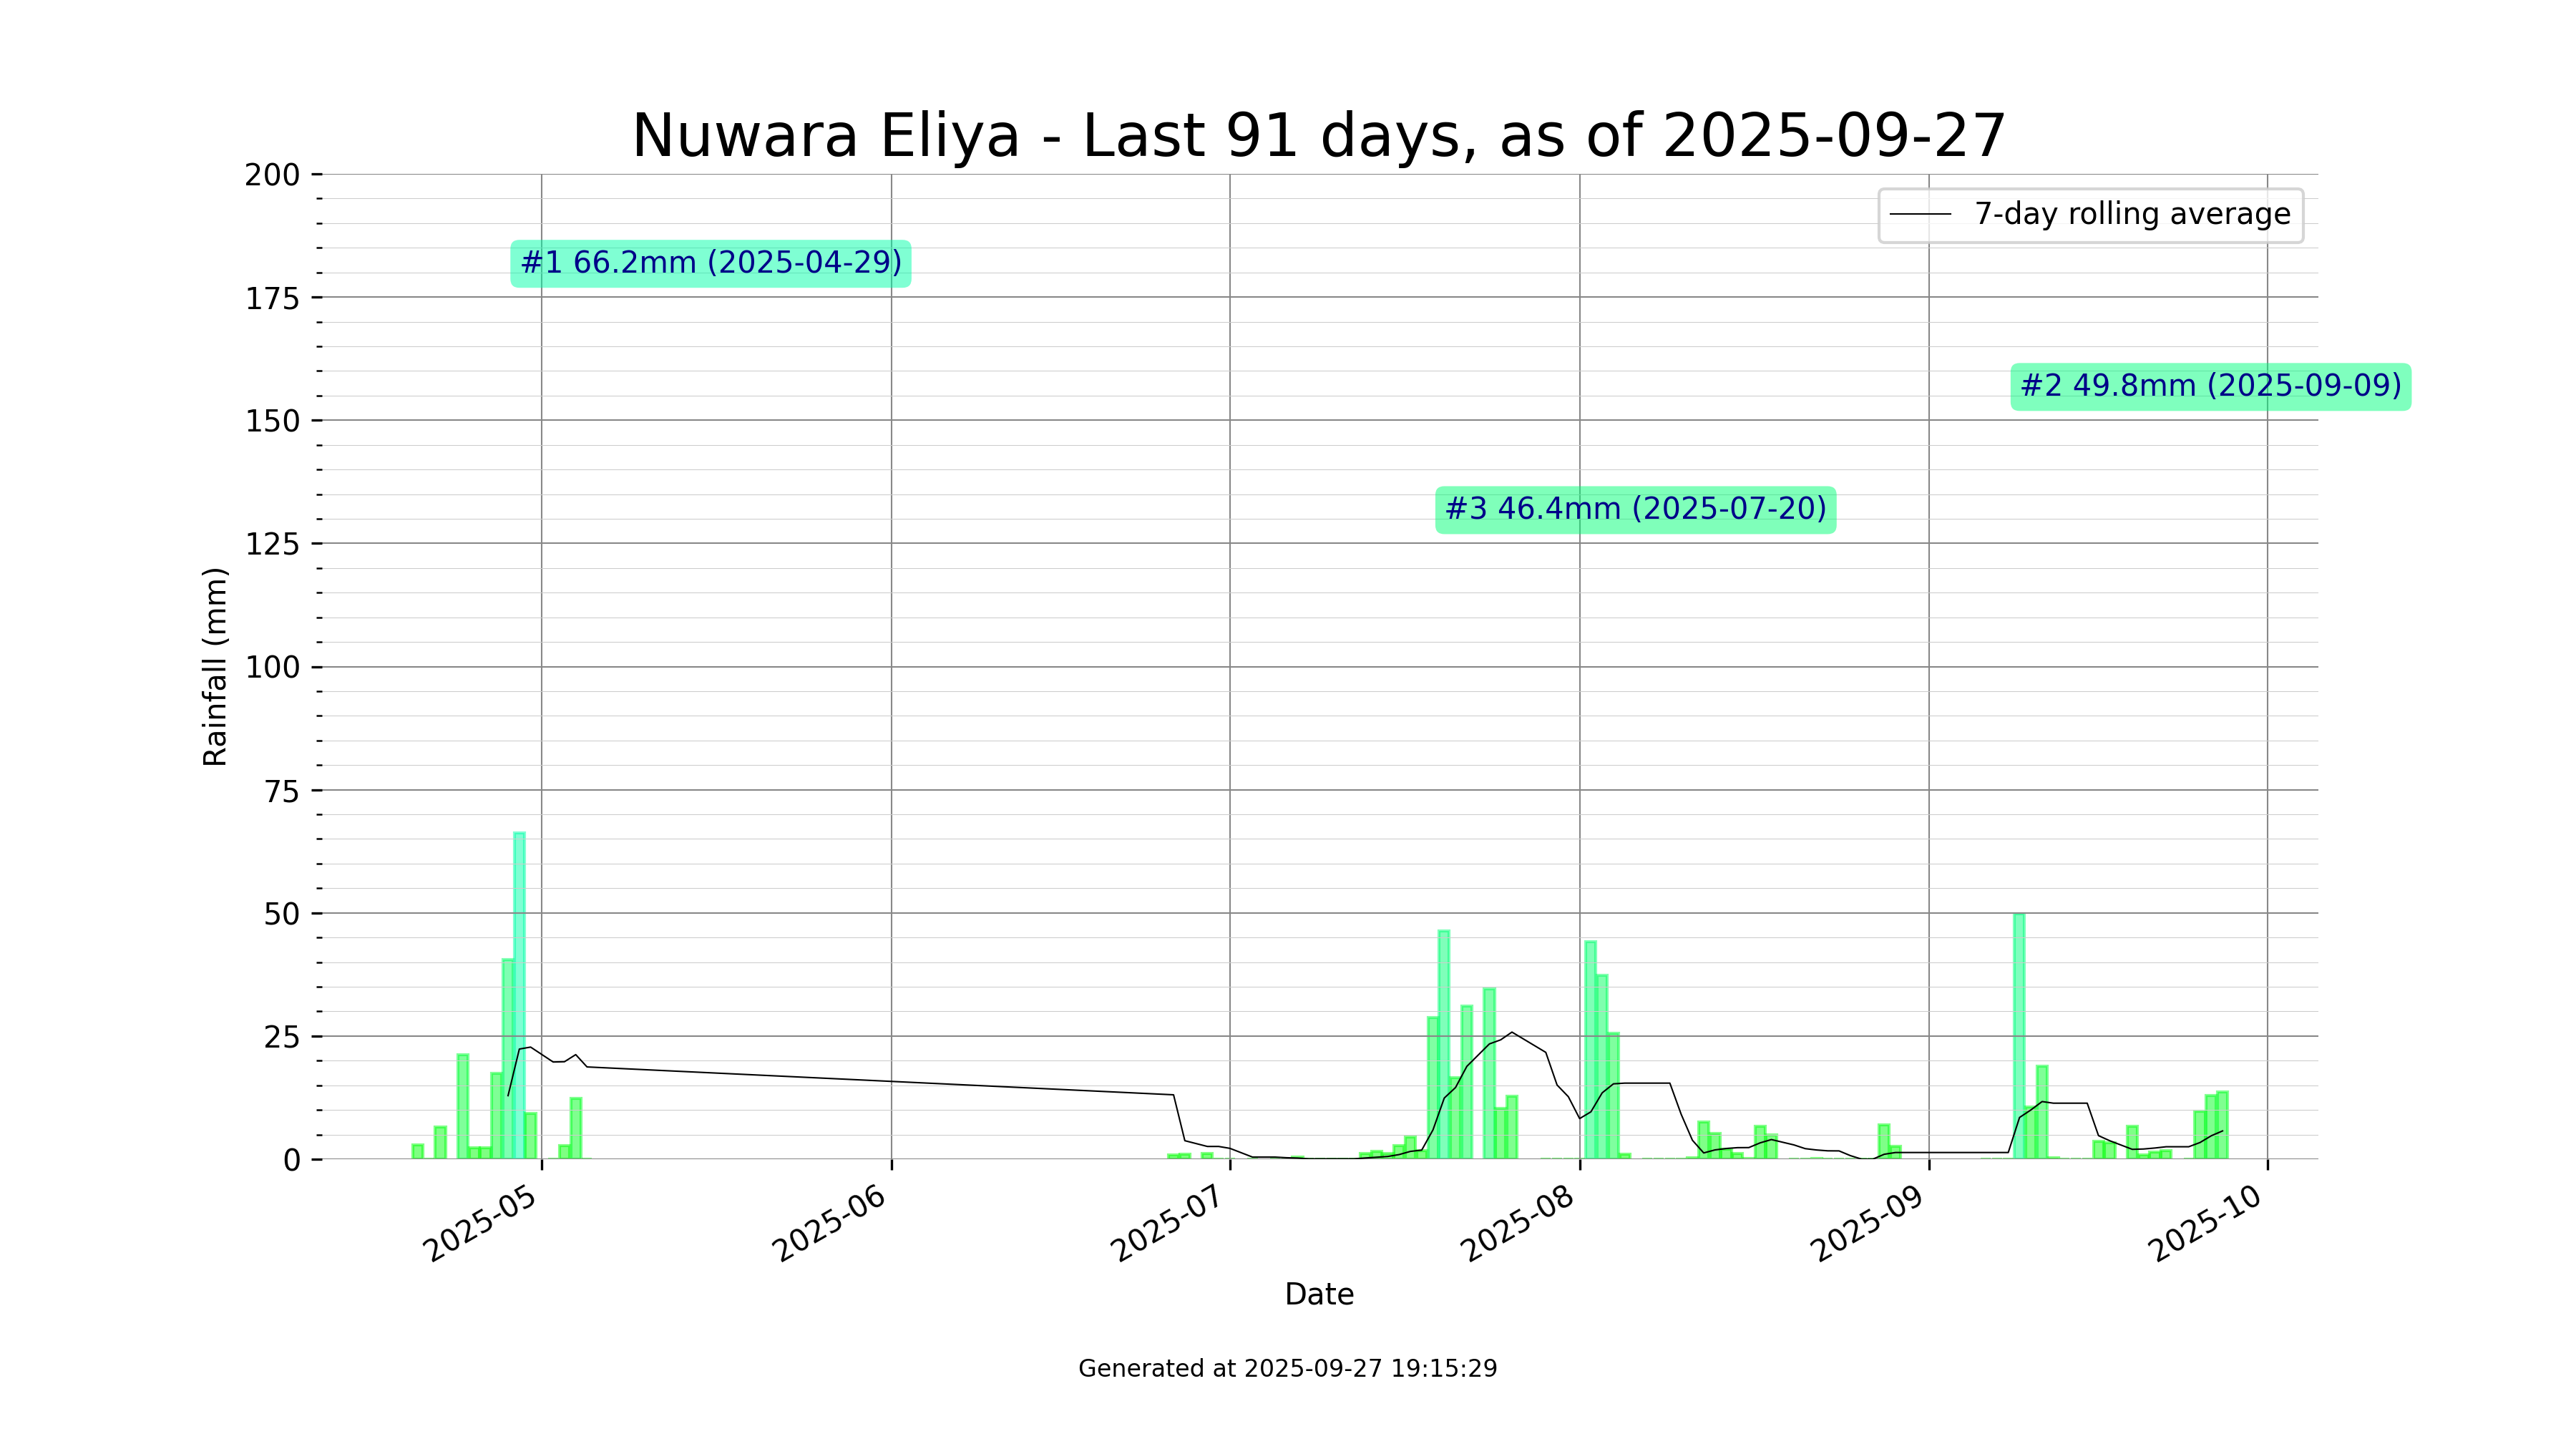 Nuwara Eliya - Last 91 days, as of 2025-09-27
200
175
150
125
100
75
50
25
0
Rainfall (mm)
7-day rolling average
#1 66.2mm (2025-04-29)
#2 49.8mm (2025-09-09)
#3 46.4mm (2025-07-20)
2025-05
2025-06
2025-07
2025-08
2025-09
2025-10
Date
Generated at 2025-09-27 19:15:29